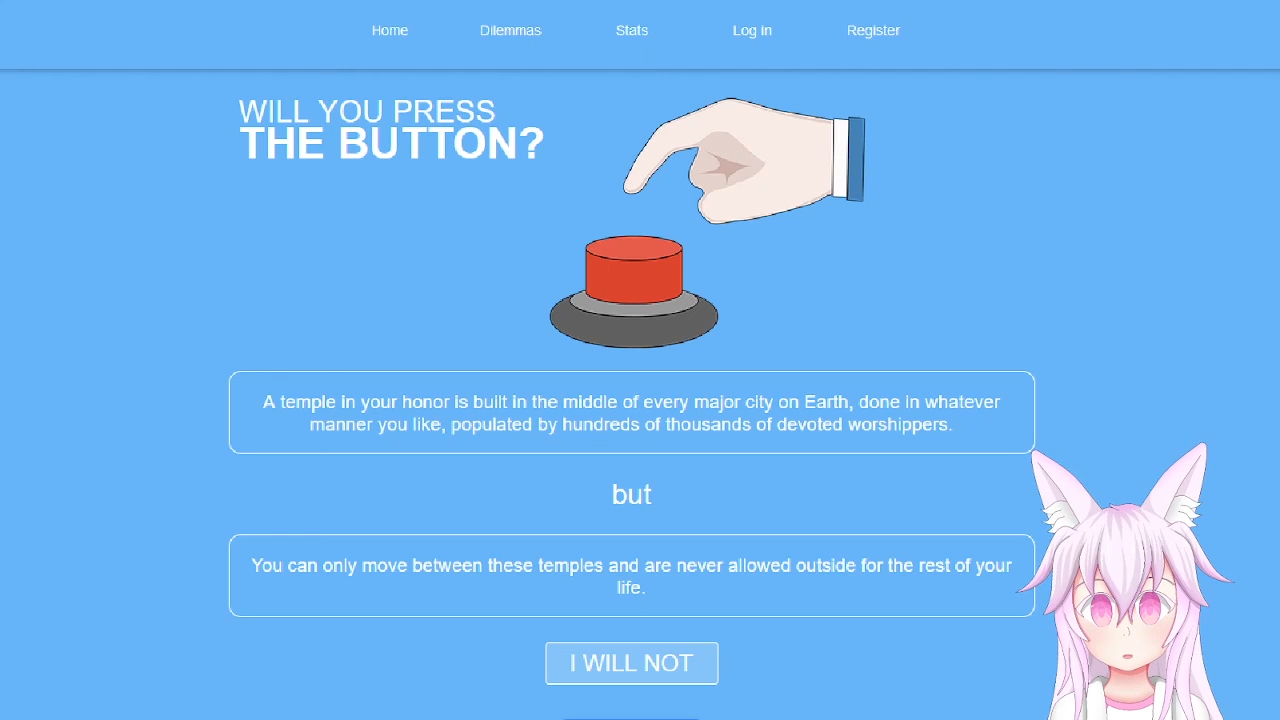 Home Dilemmas Stats Log in Register
WILL YOU PRESS
THE BUTTON?
A temple in your honor is built in the middle of every major city on Earth, done in whatever
manner you like, populated by hundreds of thousands of devoted worshippers.
but
You can only move between these temples and are never allowed outside for the rest of your
life.
I WILL NOT